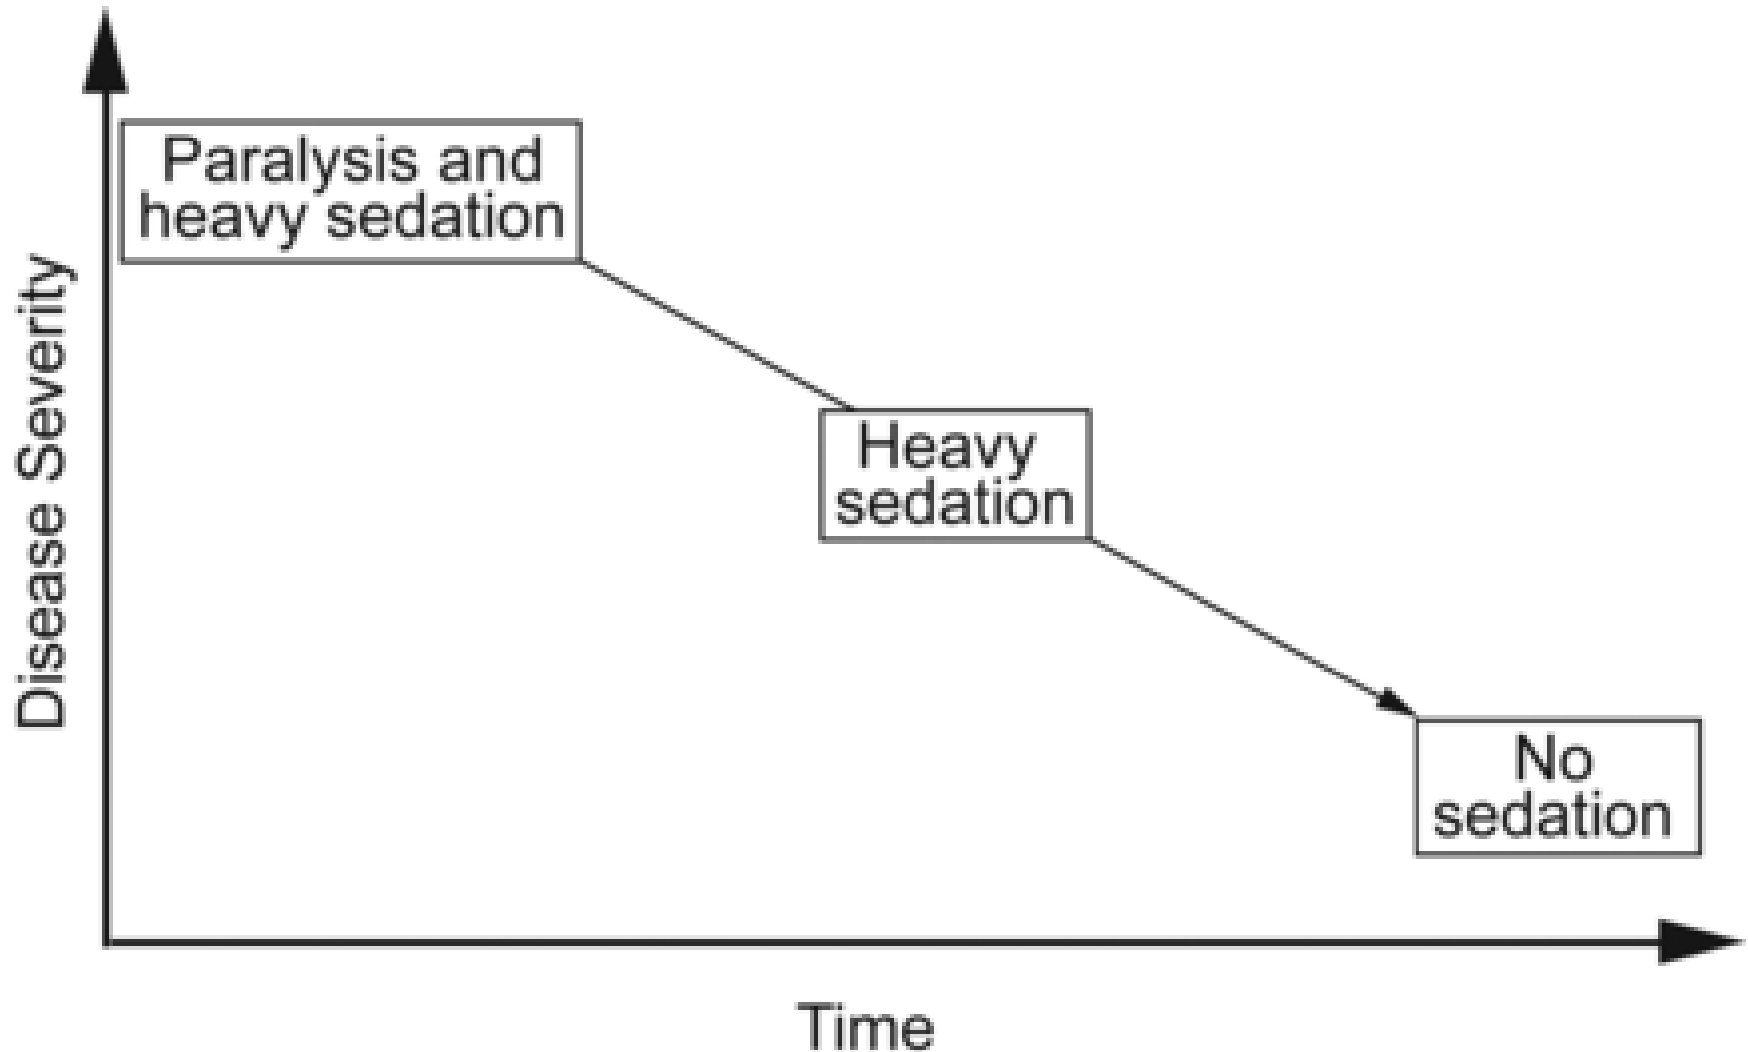 Paralysis and
heavy sedation
Disease Severity
Heavy
sedation
No
sedation
Time